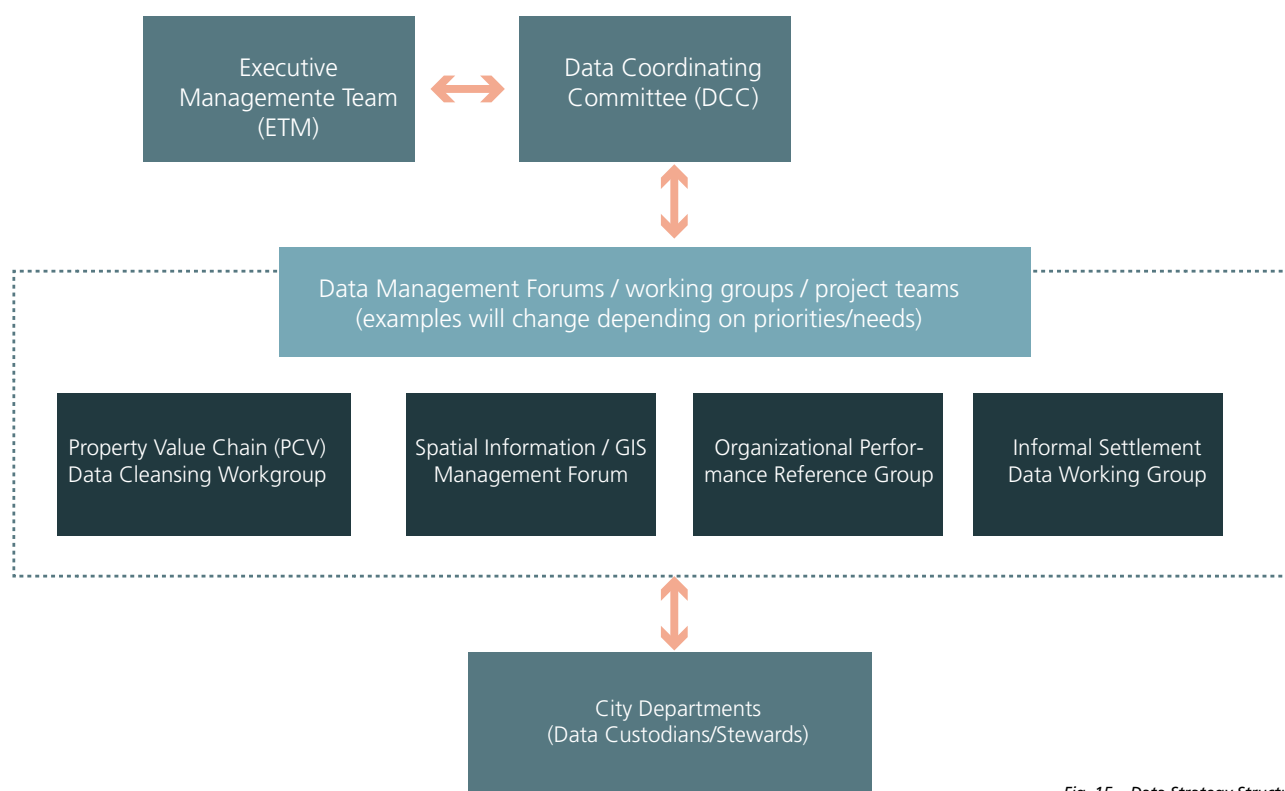 Executive
Managemente Team
(ETM)
Data Coordinating
Committee (DCC)
Data Management Forums / working groups / project teams
(examples will change depending on priorities/needs)
Property Value Chain (PCV)
Data Cleansing Workgroup
Spatial Information / GIS
Management Forum
Organizational Perfor-
mance Reference Group
Informal Settlement
Data Working Group
City Departments
(Data Custodians/Stewards)
Data Strategy